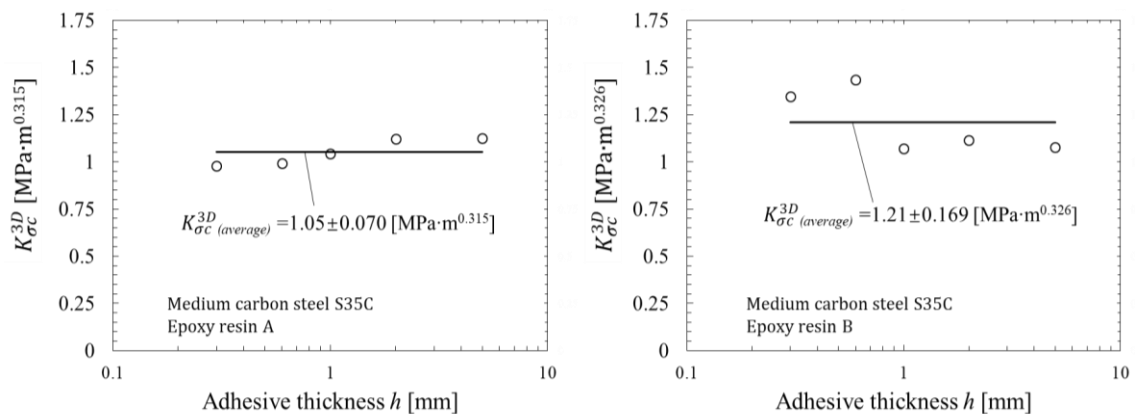 1.75
1.5
1.25
1
0.75
0.5
0.25
0
K_{σc}^{3D} [MPa·m^{0.315}]
K_{σc}^{3D} _{(average)} =1.05±0.070 [MPa·m^{0.315}]
Medium carbon steel S35C
Epoxy resin A
0.1 1 10
Adhesive thickness h [mm]
1.75
1.5
1.25
1
0.75
0.5
0.25
0
K_{σc}^{3D} [MPa·m^{0.326}]
K_{σc}^{3D} _{(average)} =1.21±0.169 [MPa·m^{0.326}]
Medium carbon steel S35C
Epoxy resin B
0.1 1 10
Adhesive thickness h [mm]